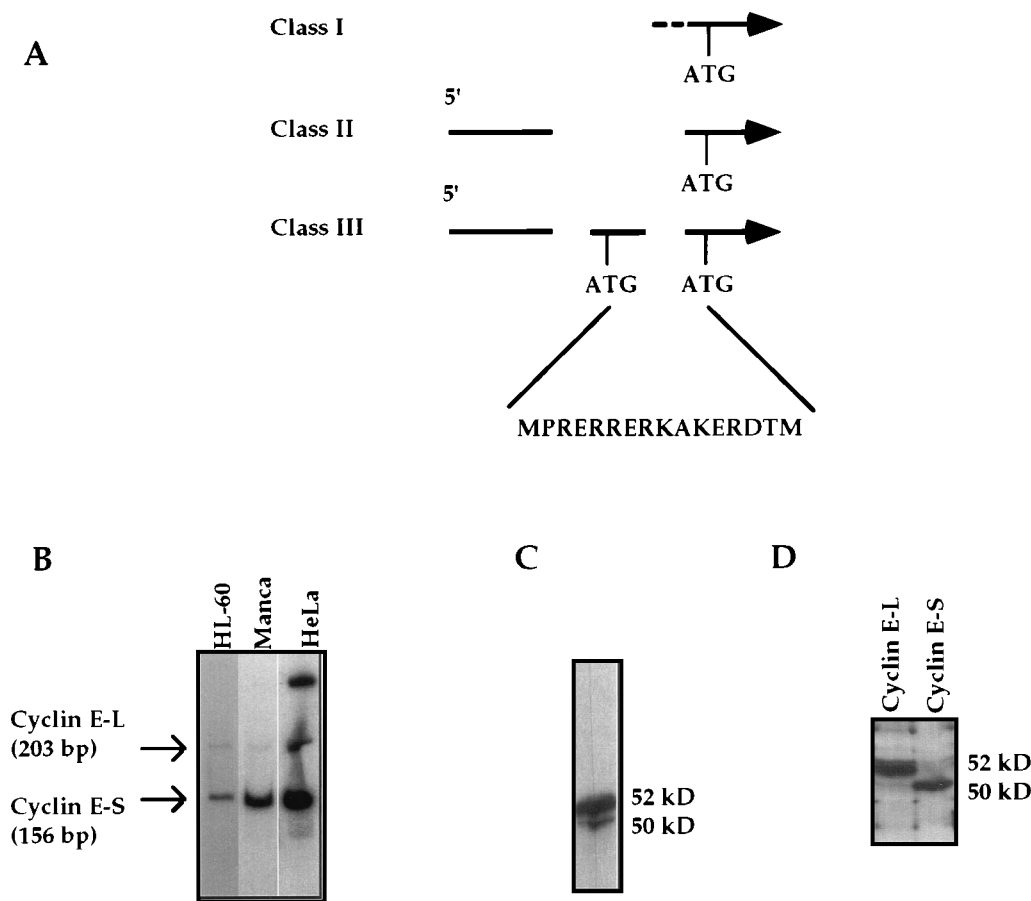 A
Class I
ATG
5'
Class II
ATG
5'
Class III
ATG ATG
MPRERRERKAKERDTM
B
HL-60
Manca
HeLa
Cyclin E-L
(203 bp)
Cyclin E-S
(156 bp)
C
52 kD
50 kD
D
Cyclin E-L
Cyclin E-S
52 kD
50 kD